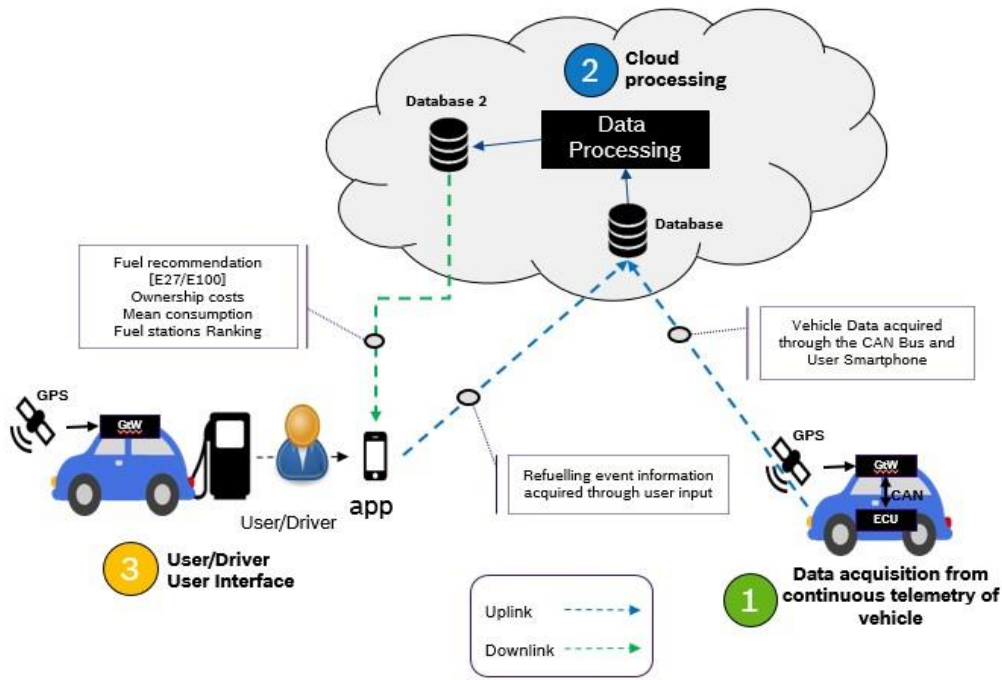 2
Cloud
processing
Database 2
Data
Processing
Database
Fuel recommendation
[E27/E100]
Ownership costs
Mean consumption
Fuel stations Ranking
Vehicle Data acquired
through the CAN Bus and
User Smartphone
GPS
GtW
GPS
GtW
CAN
ECU
Refuelling event information
acquired through user input
app
User/Driver
3
User/Driver
User Interface
1
Data acquisition from
continuous telemetry of
vehicle
Uplink
Downlink